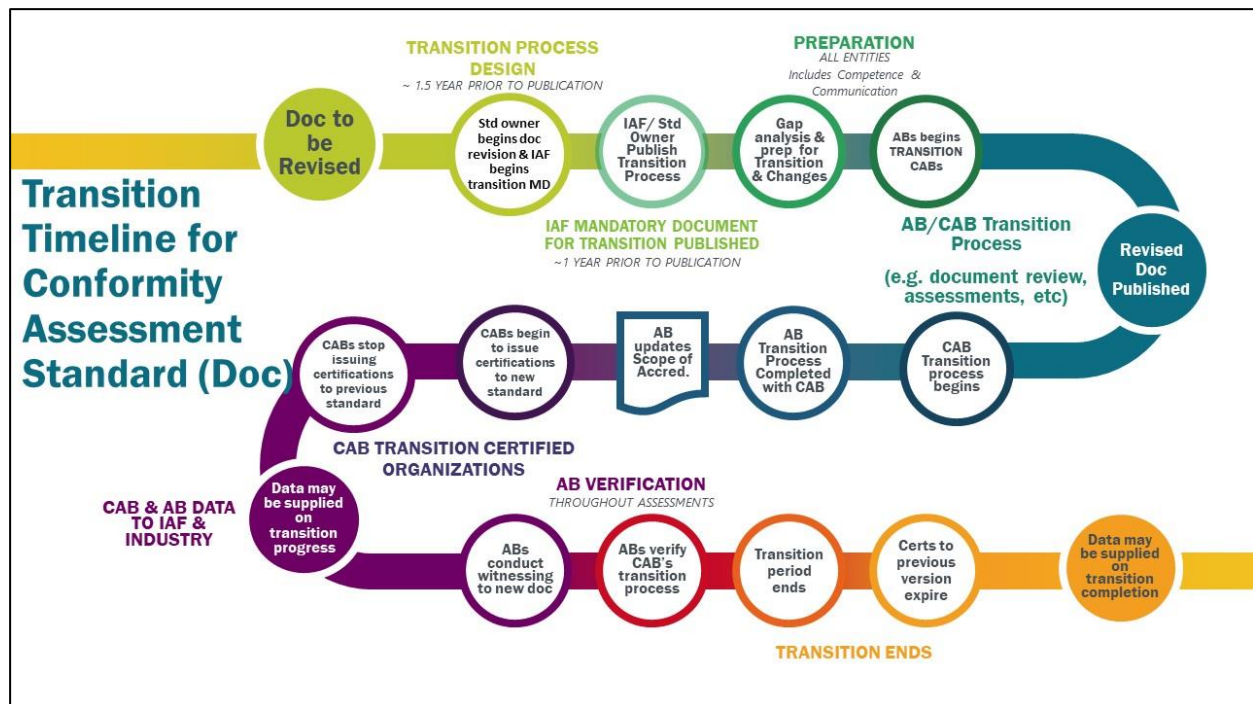 TRANSITION PROCESS
DESIGN
~ 1.5 YEAR PRIOR TO PUBLICATION
PREPARATION
ALL ENTITIES
Includes Competence &
Communication
Doc to
be
Revised
Std owner
begins doc
revision & IAF
begins
transition MD
IAF/ Std
Owner
Publish
Transition
Process
Gap
analysis &
prep for
Transition
& Changes
ABs begins
TRANSITION
CABs
Transition
Timeline for
Conformity
Assessment
Standard (Doc)
IAF MANDATORY DOCUMENT
FOR TRANSITION PUBLISHED
~1 YEAR PRIOR TO PUBLICATION
AB/CAB Transition
Process
(e.g. document review,
assessments, etc)
Revised
Doc
Published
CABs stop
issuing
certifications
to previous
standard
CABs begin
to issue
certifications
to new
standard
AB
updates
Scope of
Accred.
AB
Transition
Process
Completed
with CAB
CAB
Transition
process
begins
CAB TRANSITION CERTIFIED
ORGANIZATIONS
CAB & AB DATA
TO IAF &
INDUSTRY
Data may
be supplied
on
transition
progress
AB VERIFICATION
THROUGHOUT ASSESSMENTS
ABs
conduct
witnessing
to new doc
ABs verify
CAB's
transition
process
Transition
period
ends
Certs to
previous
version
expire
Data may
be supplied
on
transition
completion
TRANSITION ENDS